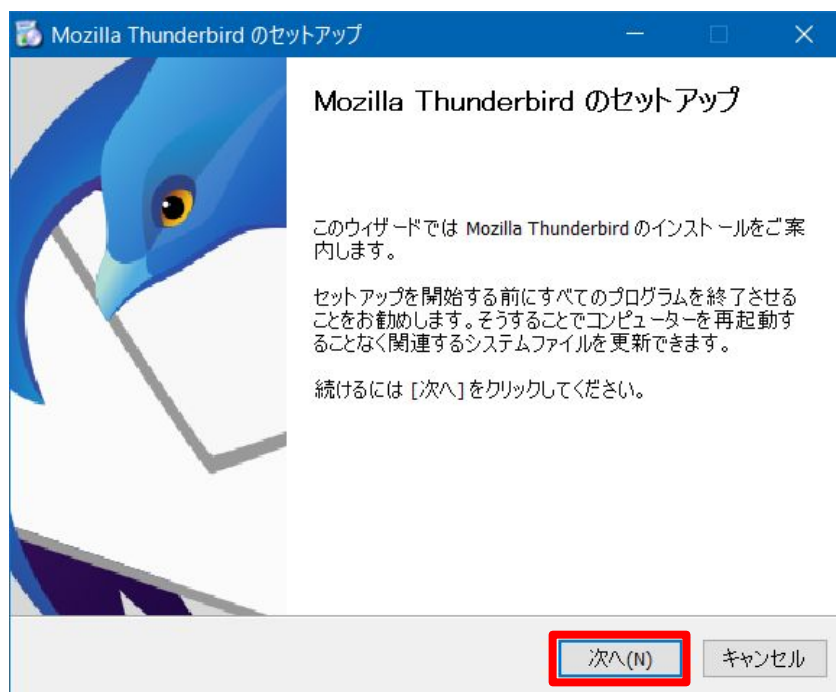 Mozilla Thunderbird のセットアップ
Mozilla Thunderbird のセットアップ
このウィザードでは Mozilla Thunderbird のインストールをご案
内します。
セットアップを開始する前にすべてのプログラムを終了させる
ことをお勧めします。そうすることでコンピューターを再起動す
ることなく関連するシステムファイルを更新できます。
続けるには [次へ] をクリックしてください。
次へ(N) キャンセル